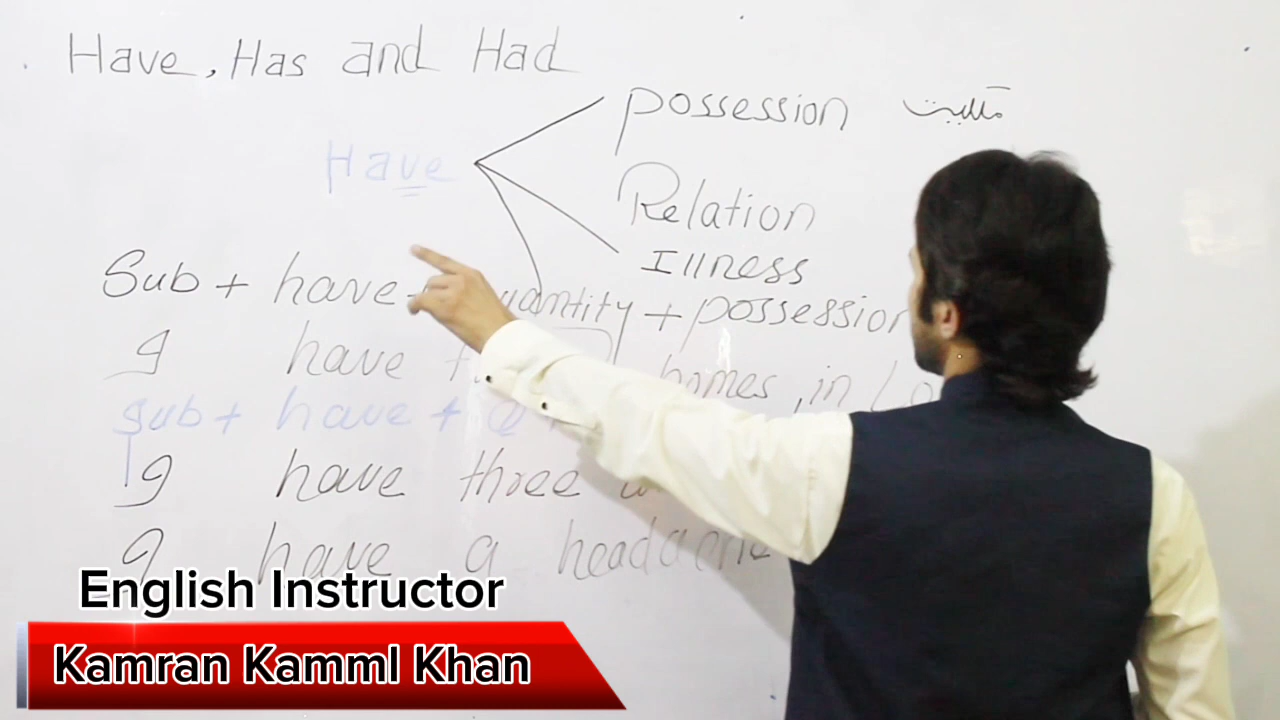 Have, Has and Had
possession ملکیت
Have
Relation
Illness
Sub + have + quantity + possession
I have homes, in
Sub + have +
I have three
I have a headache
English Instructor
Kamran Kamml Khan